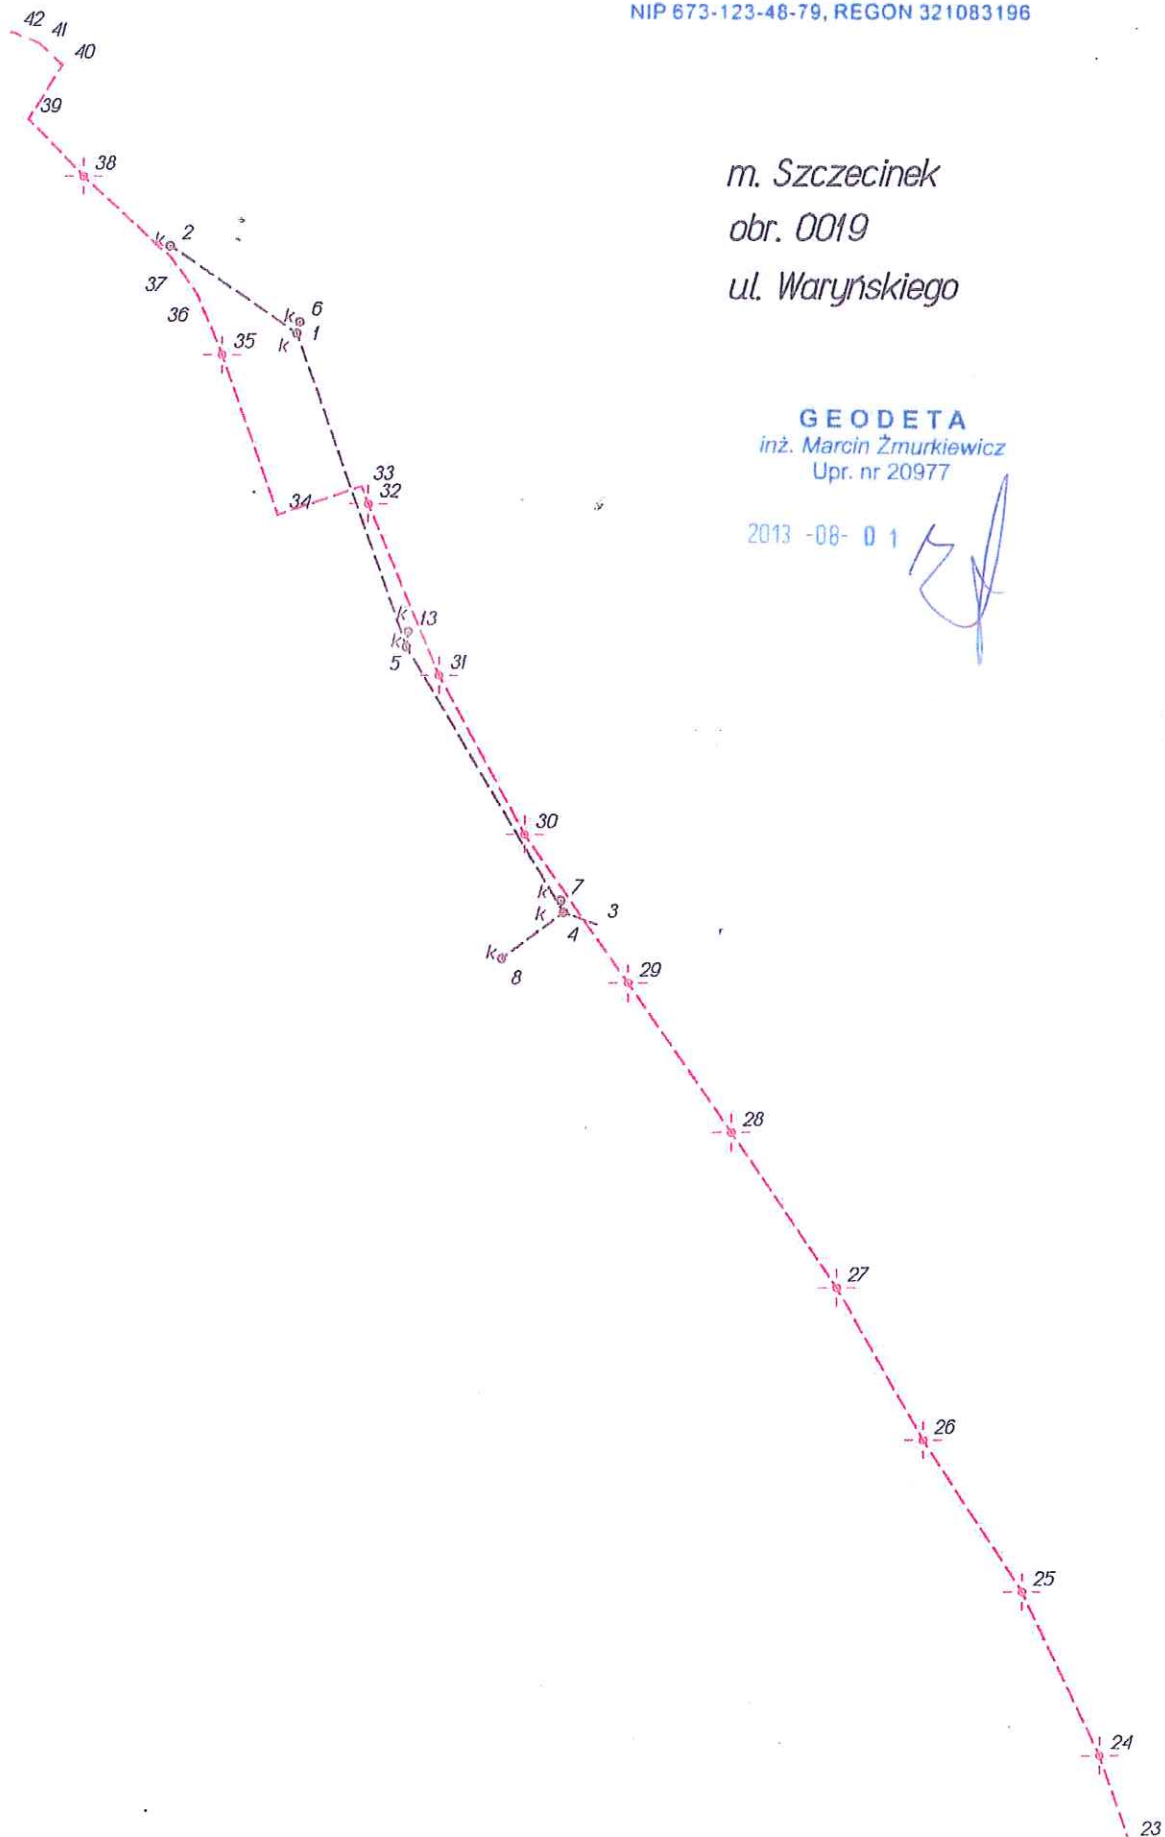 NIP 673-123-48-79, REGON 321083196
42 41
40
39
38
m. Szczecinek
obr. 0019
ul. Waryńskiego
k 2
37
k 6
36
k 1
35
GEODETA
inż. Marcin Żmurkiewicz
Upr. nr 20977
33
32
34
2013 -08- 0 1
k 13
k
5
31
30
k 7
k
3
4
k
8
29
28
27
26
25
24
23